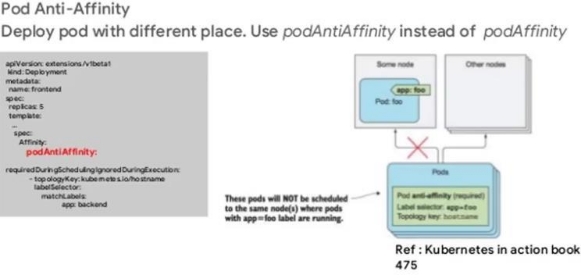 Pod Anti-Affinity
Deploy pod with different place. Use podAntiAffinity instead of podAffinity
apiVersion: extensions/v1beta1
kind: Deployment
metadata:
name: frontend
spec:
replicas: 5
template:
...
spec:
Affinity:
podAntiAffinity:
requiredDuringSchedulingIgnoredDuringExecution:
- topologyKey: kubernetes.io/hostname
labelSelector:
matchLabels:
app: backend
Some node
app: foo
Pod: foo
Other nodes
Pods
Pod anti-affinity (required)
Label selector: app=foo
Topology key: hostname
These pods will NOT be scheduled
to the same node(s) where pods
with app=foo label are running.
Ref : Kubernetes in action book
475